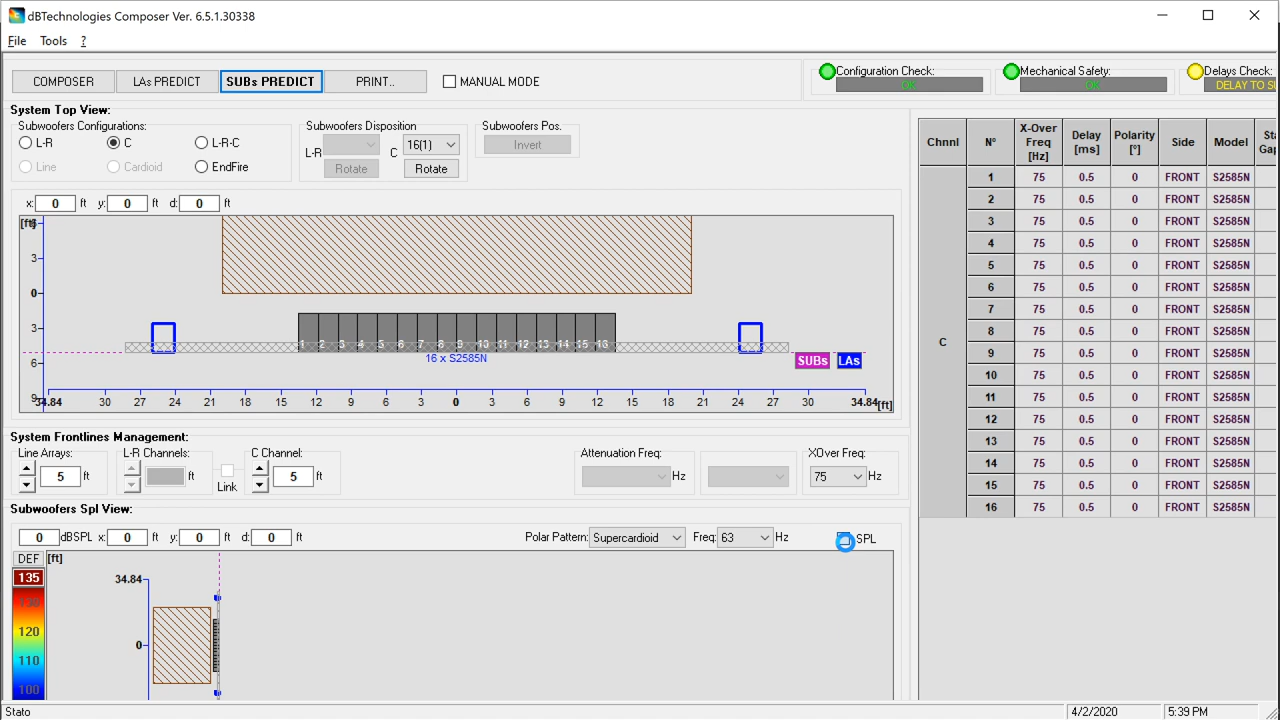 dBTechnologies Composer Ver. 6.5.1.30338
File Tools ?
COMPOSER LAs PREDICT SUBs PREDICT PRINT.. MANUAL MODE
Configuration Check: Mechanical Safety: Delays Check:
OK OK DELAY TO S
System Top View:
Subwoofers Configurations: Subwoofers Disposition Subwoofers Pos.
L-R C L-R-C L-R C 16(1) Invert
Line Cardioid EndFire Rotate Rotate
x: 0 ft y: 0 ft d: 0 ft
[ft]
6
3
0
3
6
9
1 2 3 4 5 6 7 8 9 10 11 12 13 14 15 16
16 x S2585N
SUBs LAs
34.84 30 27 24 21 18 15 12 9 6 3 0 3 6 9 12 15 18 21 24 27 30 34.84 [ft]
System Frontlines Management:
Line Arrays: L-R Channels: C Channel: Attenuation Freq: XOver Freq:
5 ft ft Link 5 ft Hz 75 Hz
Subwoofers Spl View:
0 dBSPL x: 0 ft y: 0 ft d: 0 ft Polar Pattern: Supercardioid Freq: 63 Hz SPL
DEF [ft]
135
130
120
110
100
34.84
0
Chnnl N° X-Over Freq [Hz] Delay [ms] Polarity [°] Side Model
C
1 75 0.5 0 FRONT S2585N
2 75 0.5 0 FRONT S2585N
3 75 0.5 0 FRONT S2585N
4 75 0.5 0 FRONT S2585N
5 75 0.5 0 FRONT S2585N
6 75 0.5 0 FRONT S2585N
7 75 0.5 0 FRONT S2585N
8 75 0.5 0 FRONT S2585N
9 75 0.5 0 FRONT S2585N
10 75 0.5 0 FRONT S2585N
11 75 0.5 0 FRONT S2585N
12 75 0.5 0 FRONT S2585N
13 75 0.5 0 FRONT S2585N
14 75 0.5 0 FRONT S2585N
15 75 0.5 0 FRONT S2585N
16 75 0.5 0 FRONT S2585N
Stato 4/2/2020 5:39 PM